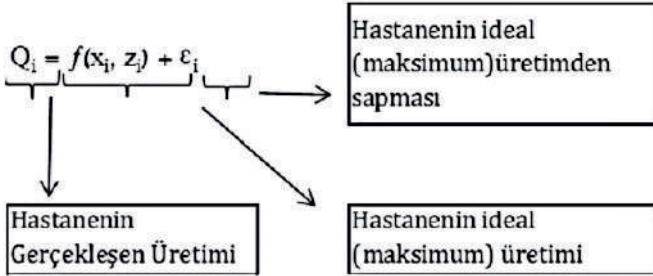 Qᵢ = f(xᵢ, zᵢ) + εᵢ
Hastanenin ideal
(maksimum)üretimden
sapması
Hastanenin
Gerçekleşen Üretimi
Hastanenin ideal
(maksimum) üretimi